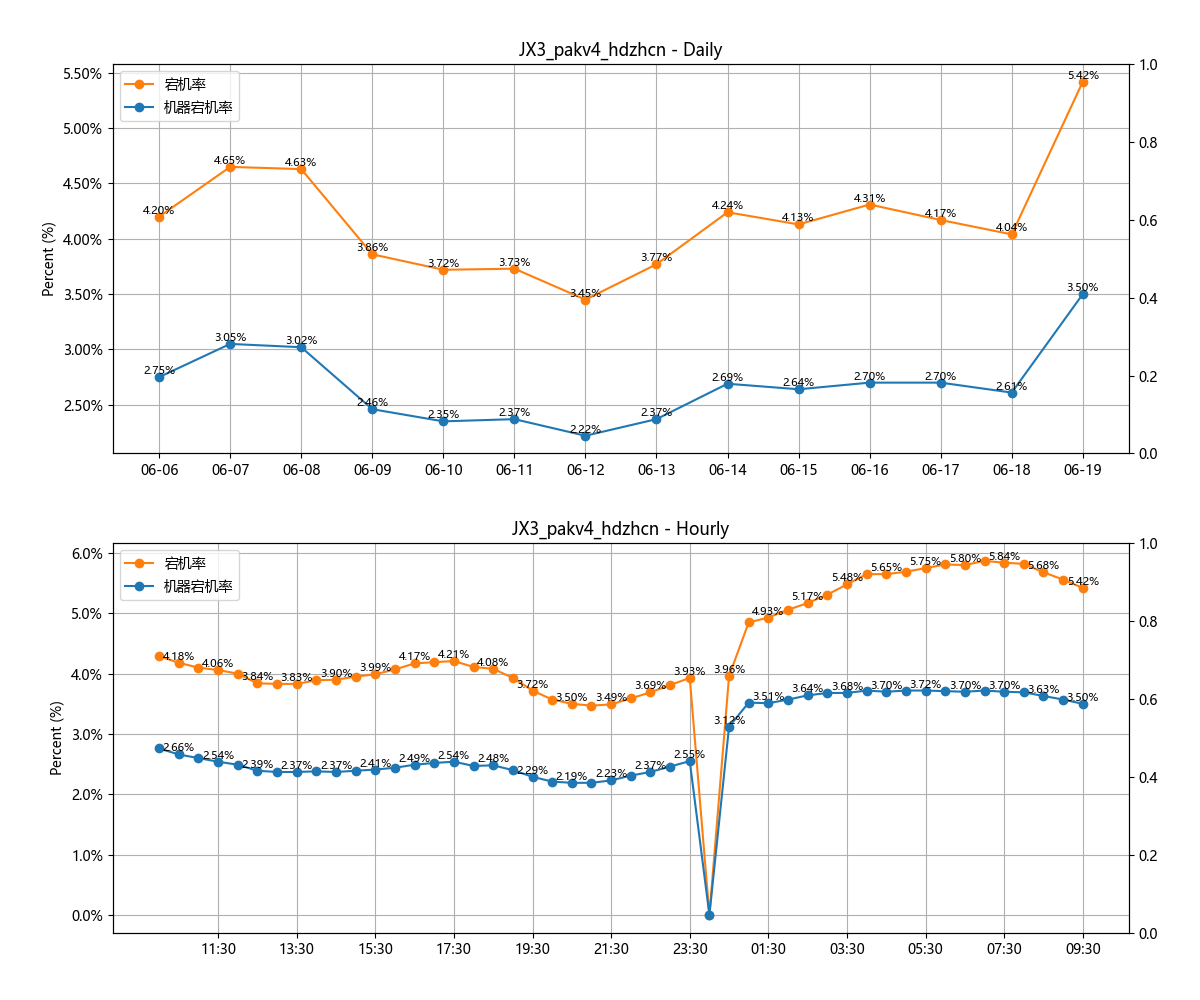 JX3_pakv4_hdzhcn - Daily
宕机率
机器宕机率
Percent (%)
5.50%
5.00%
4.50%
4.00%
3.50%
3.00%
2.50%
1.0
0.8
0.6
0.4
0.2
0.0
4.20% 4.65% 4.63% 3.86% 3.72% 3.73% 3.45% 3.77% 4.24% 4.13% 4.31% 4.17% 4.04% 5.42%
2.75% 3.05% 3.02% 2.46% 2.35% 2.37% 2.22% 2.37% 2.69% 2.64% 2.70% 2.70% 2.61% 3.50%
06-06 06-07 06-08 06-09 06-10 06-11 06-12 06-13 06-14 06-15 06-16 06-17 06-18 06-19
JX3_pakv4_hdzhcn - Hourly
宕机率
机器宕机率
Percent (%)
6.0%
5.0%
4.0%
3.0%
2.0%
1.0%
0.0%
1.0
0.8
0.6
0.4
0.2
0.0
4.18% 4.06% 3.84% 3.83% 3.90% 3.99% 4.17% 4.21% 4.08% 3.72% 3.50% 3.49% 3.69% 3.93% 3.96% 4.93% 5.17% 5.48% 5.65% 5.75% 5.80% 5.84% 5.68% 5.42%
2.66% 2.54% 2.39% 2.37% 2.37% 2.41% 2.49% 2.54% 2.48% 2.29% 2.19% 2.23% 2.37% 2.55% 3.12% 3.51% 3.64% 3.68% 3.70% 3.72% 3.70% 3.70% 3.63% 3.50%
11:30 13:30 15:30 17:30 19:30 21:30 23:30 01:30 03:30 05:30 07:30 09:30